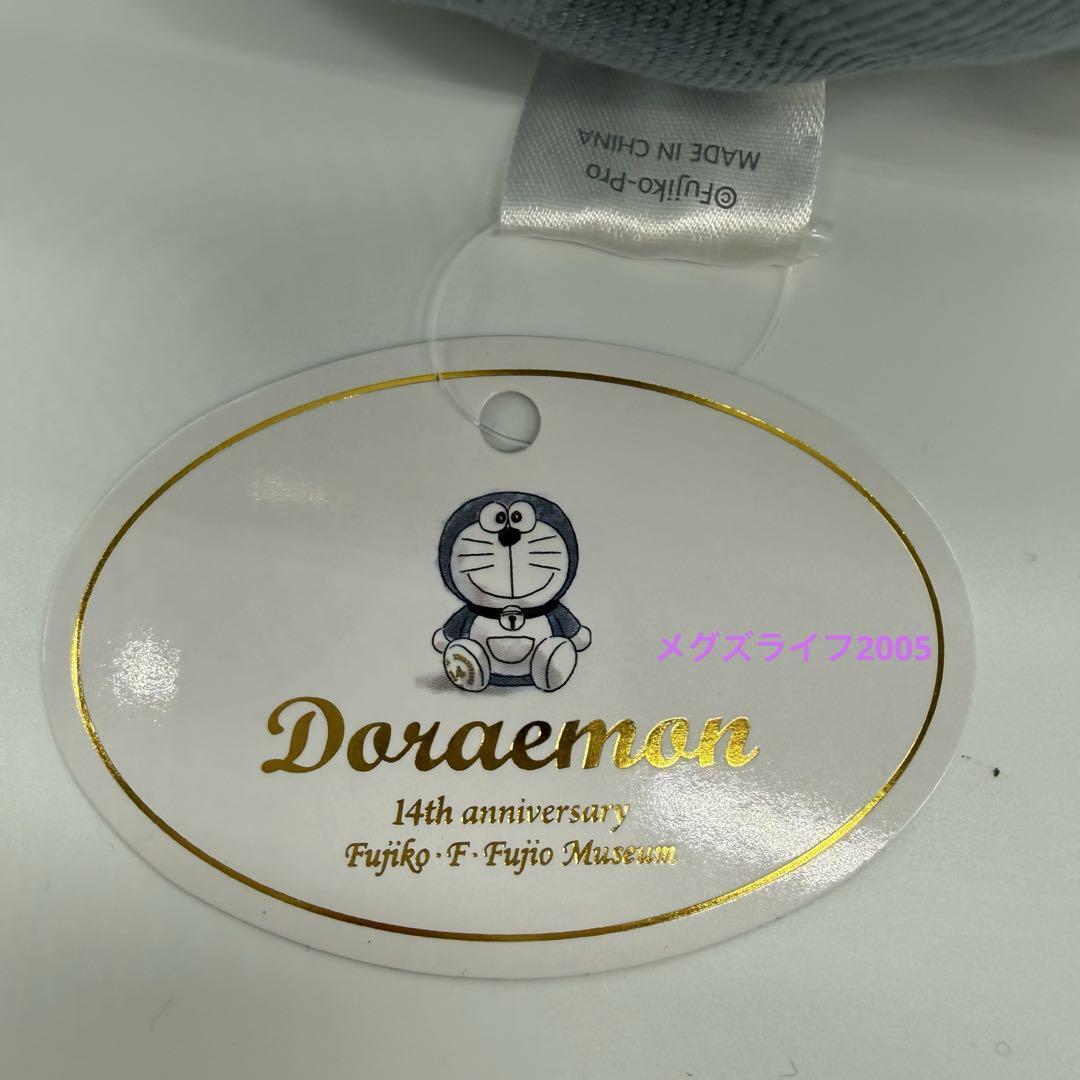 ©Fujiko-Pro
MADE IN CHINA
メグズライフ2005
Doraemon
14th anniversary
Fujiko・F・Fujio Museum